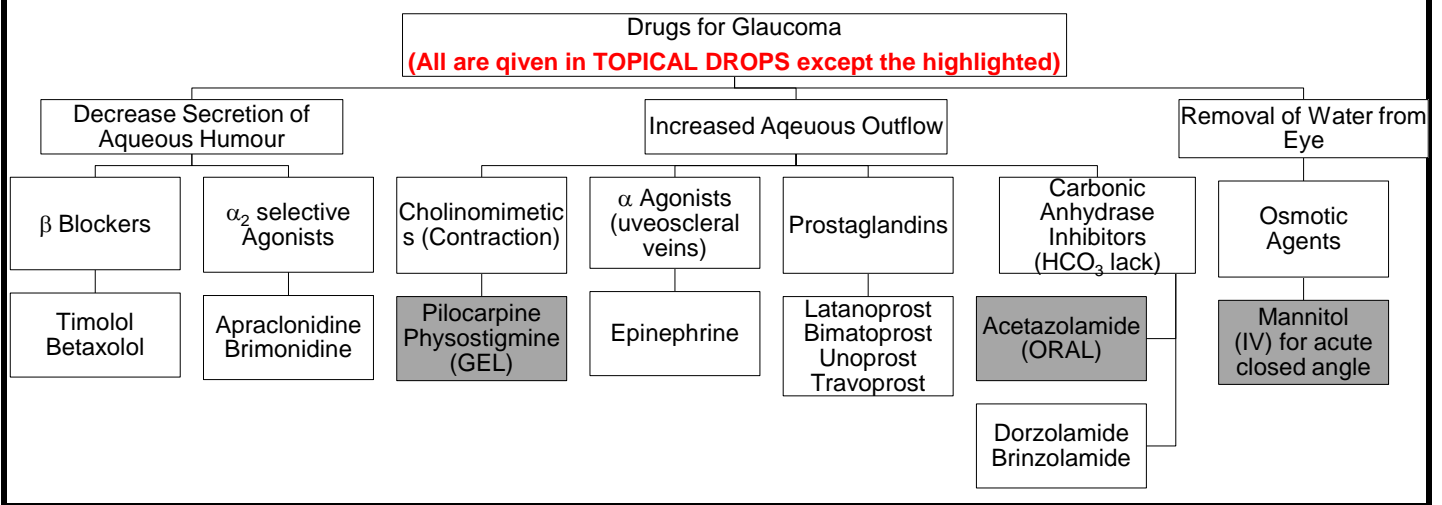 Drugs for Glaucoma
(All are qiven in TOPICAL DROPS except the highlighted)
Decrease Secretion of
Aqueous Humour
Increased Aqeuous Outflow
Removal of Water from
Eye
β Blockers
α2 selective
Agonists
Cholinomimetic
s (Contraction)
α Agonists
(uveoscleral
veins)
Prostaglandins
Carbonic
Anhydrase
Inhibitors
(HCO3 lack)
Osmotic
Agents
Timolol
Betaxolol
Apraclonidine
Brimonidine
Pilocarpine
Physostigmine
(GEL)
Epinephrine
Latanoprost
Bimatoprost
Unoprost
Travoprost
Acetazolamide
(ORAL)
Mannitol
(IV) for acute
closed angle
Dorzolamide
Brinzolamide